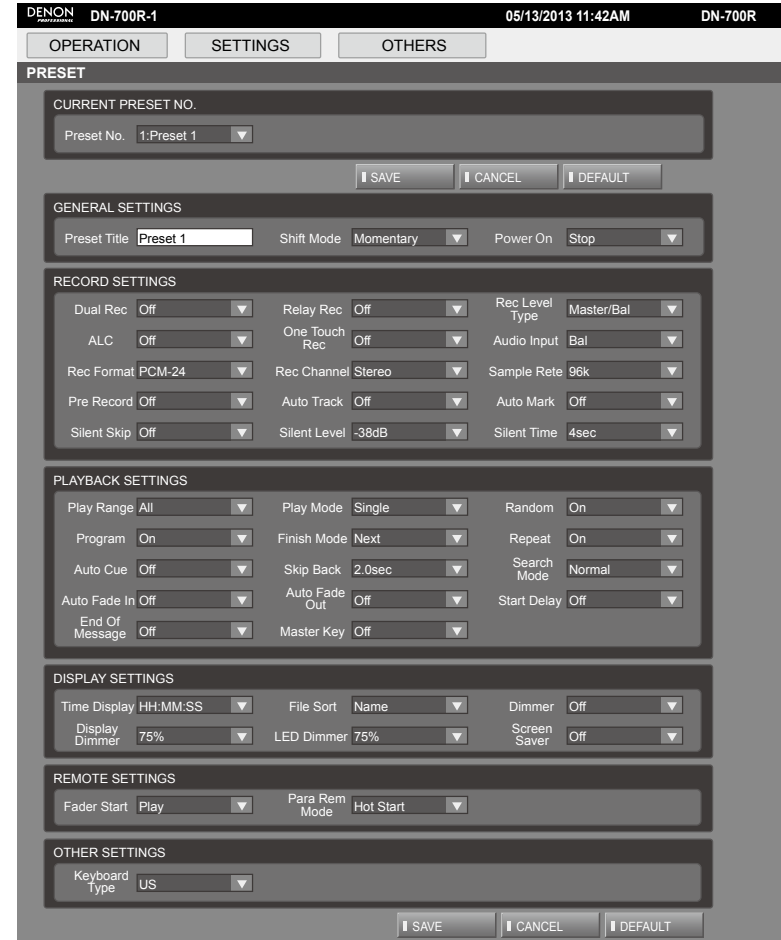 DENON PROFESSIONAL DN-700R-1 05/13/2013 11:42AM DN-700R
OPERATION SETTINGS OTHERS
PRESET
CURRENT PRESET NO.
Preset No. 1:Preset 1
SAVE CANCEL DEFAULT
GENERAL SETTINGS
Preset Title Preset 1 Shift Mode Momentary Power On Stop
RECORD SETTINGS
Dual Rec Off Relay Rec Off Rec Level Type Master/Bal
ALC Off One Touch Rec Off Audio Input Bal
Rec Format PCM-24 Rec Channel Stereo Sample Rete 96k
Pre Record Off Auto Track Off Auto Mark Off
Silent Skip Off Silent Level -38dB Silent Time 4sec
PLAYBACK SETTINGS
Play Range All Play Mode Single Random On
Program On Finish Mode Next Repeat On
Auto Cue Off Skip Back 2.0sec Search Mode Normal
Auto Fade In Off Auto Fade Out Off Start Delay Off
End Of Message Off Master Key Off
DISPLAY SETTINGS
Time Display HH:MM:SS File Sort Name Dimmer Off
Display Dimmer 75% LED Dimmer 75% Screen Saver Off
REMOTE SETTINGS
Fader Start Play Para Rem Mode Hot Start
OTHER SETTINGS
Keyboard Type US
SAVE CANCEL DEFAULT